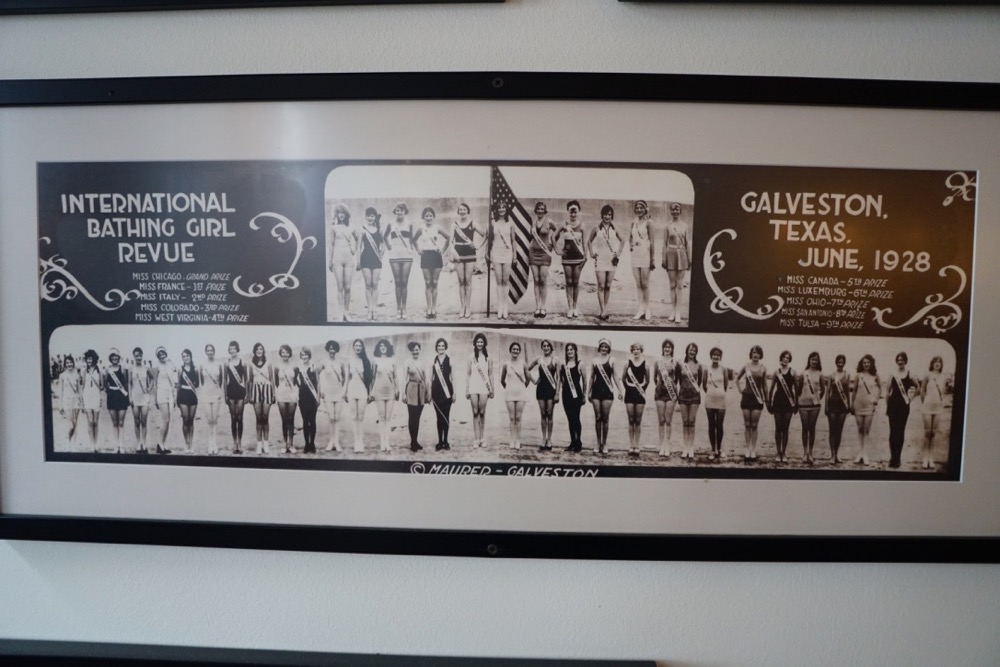 INTERNATIONAL
BATHING GIRL
REVUE
MISS CHICAGO - GRAND PRIZE
MISS FRANCE - 1ST PRIZE
MISS ITALY - 2ND PRIZE
MISS COLORADO - 3RD PRIZE
MISS WEST VIRGINIA - 4TH PRIZE
GALVESTON,
TEXAS,
JUNE, 1928
MISS CANADA - 5TH PRIZE
MISS LUXEMBURG - 6TH PRIZE
MISS OHIO - 7TH PRIZE
MISS SAN ANTONIO - 8TH PRIZE
MISS TULSA - 9TH PRIZE
© MAURER - GALVESTON